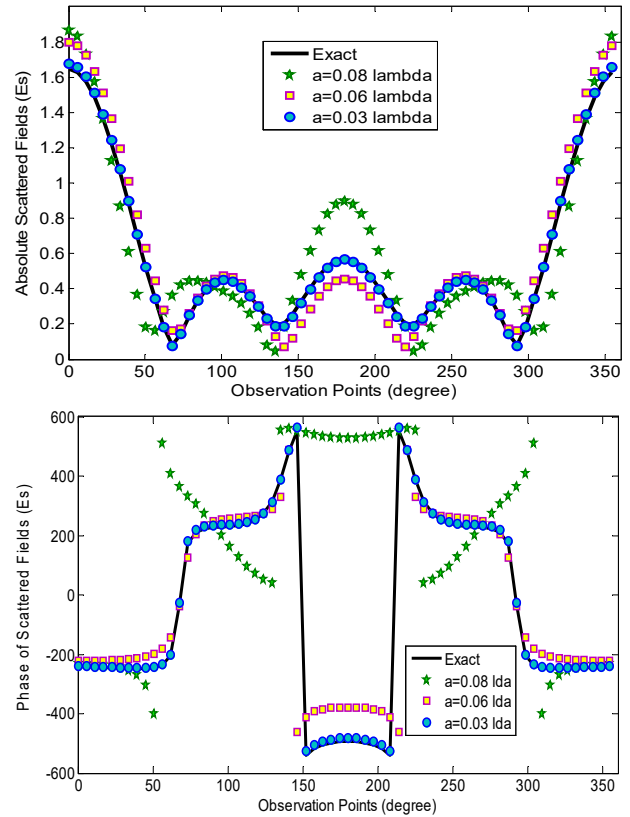 Absolute Scattered Fields (Es)
1.8
1.6
1.4
1.2
1
0.8
0.6
0.4
0.2
0
Exact
a=0.08 lambda
a=0.06 lambda
a=0.03 lambda
0 50 100 150 200 250 300 350
Observation Points (degree)
Phase of Scattered Fields (Es)
600
400
200
0
-200
-400
-600
Exact
a=0.08 lda
a=0.06 lda
a=0.03 lda
0 50 100 150 200 250 300 350
Observation Points (degree)